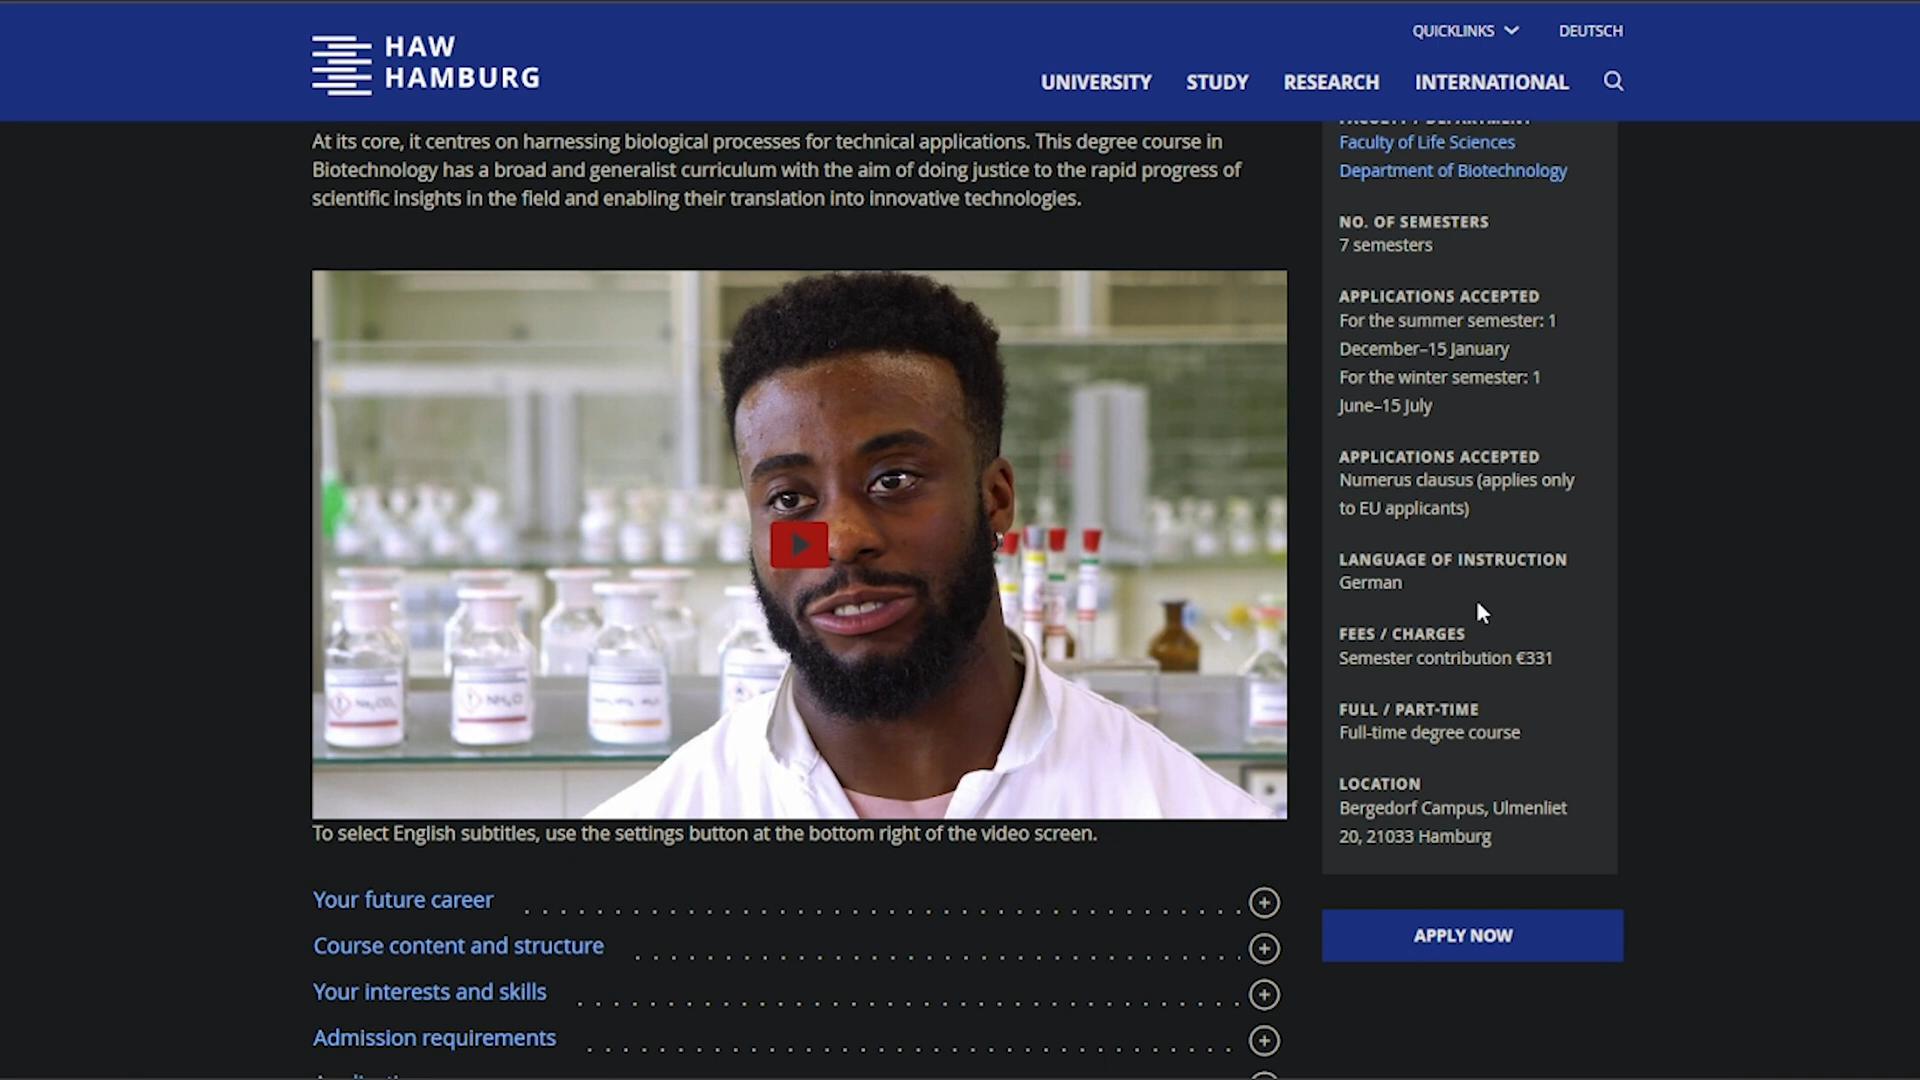 HAW
HAMBURG
QUICKLINKS
DEUTSCH
UNIVERSITY
STUDY
RESEARCH
INTERNATIONAL
At its core, it centres on harnessing biological processes for technical applications. This degree course in
Biotechnology has a broad and generalist curriculum with the aim of doing justice to the rapid progress of
scientific insights in the field and enabling their translation into innovative technologies.
To select English subtitles, use the settings button at the bottom right of the video screen.
Your future career
Course content and structure
Your interests and skills
Admission requirements
FACULTY / DEPARTMENT
Faculty of Life Sciences
Department of Biotechnology
NO. OF SEMESTERS
7 semesters
APPLICATIONS ACCEPTED
For the summer semester: 1
December–15 January
For the winter semester: 1
June–15 July
APPLICATIONS ACCEPTED
Numerus clausus (applies only
to EU applicants)
LANGUAGE OF INSTRUCTION
German
FEES / CHARGES
Semester contribution €331
FULL / PART-TIME
Full-time degree course
LOCATION
Bergedorf Campus, Ulmenliet
20, 21033 Hamburg
APPLY NOW